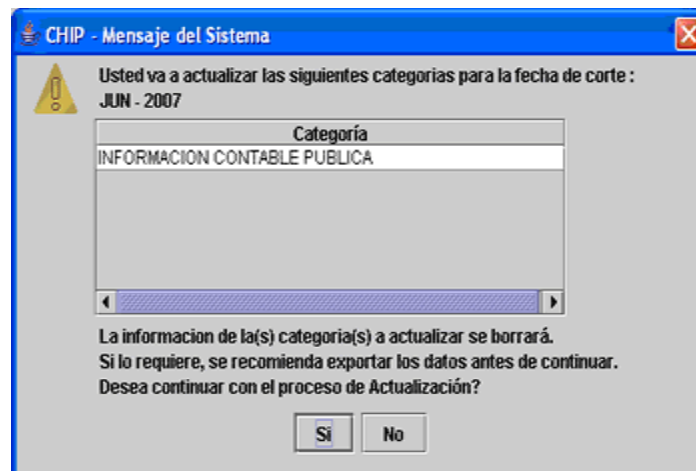 CHIP - Mensaje del Sistema
Usted va a actualizar las siguientes categorias para la fecha de corte :
JUN - 2007
Categoría
INFORMACION CONTABLE PUBLICA
La informacion de la(s) categoria(s) a actualizar se borrará.
Si lo requiere, se recomienda exportar los datos antes de continuar.
Desea continuar con el proceso de Actualización?
Si No